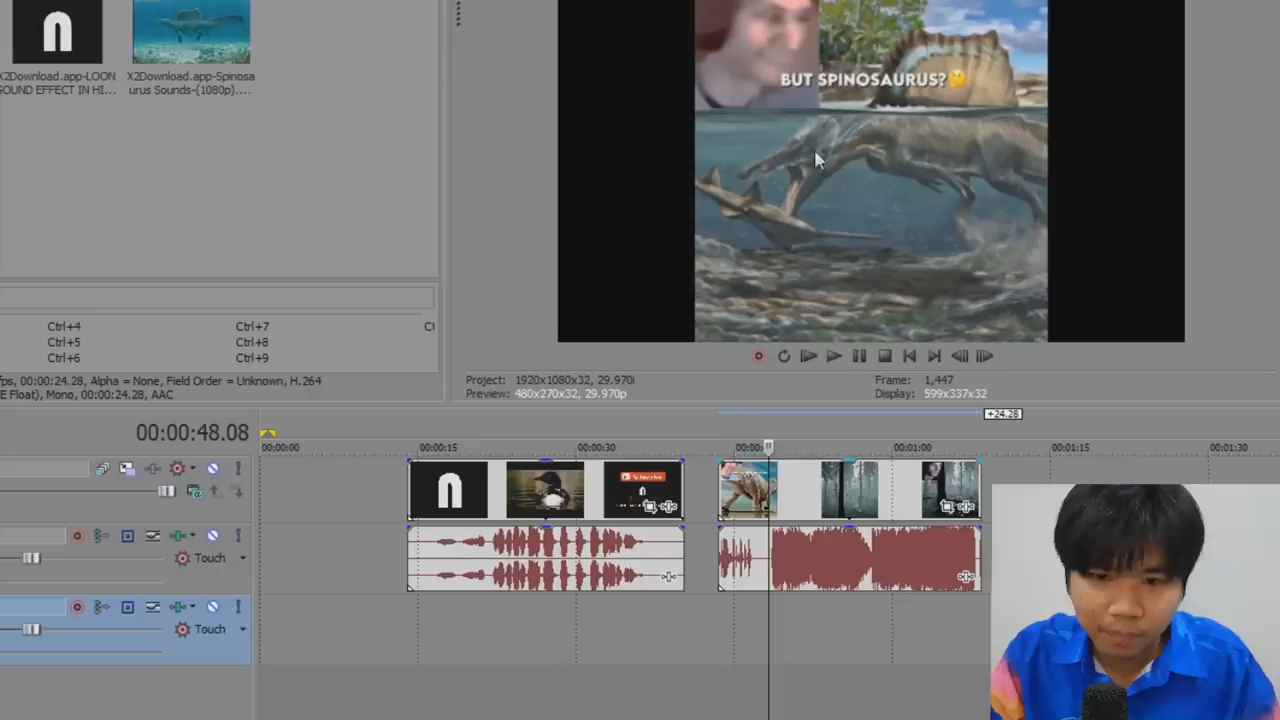 X2Download.app-LOON
SOUND EFFECT IN HI...
X2Download.app-Spinosa
urus Sounds-(1080p)....
BUT SPINOSAURUS?🤔
Ctrl+4
Ctrl+7
Ctrl+5
Ctrl+8
Ctrl+6
Ctrl+9
fps, 00:00:24.28, Alpha = None, Field Order = Unknown, H.264
E Float), Mono, 00:00:24.28, AAC
Project: 1920x1080x32, 29.970i
Frame: 1,447
Preview: 480x270x32, 29.970p
Display: 599x337x32
+24.28
00:00:48.08
00:00:00
00:00:15
00:00:30
00:00:
00:01:00
00:01:15
00:01:30
Touch
Touch